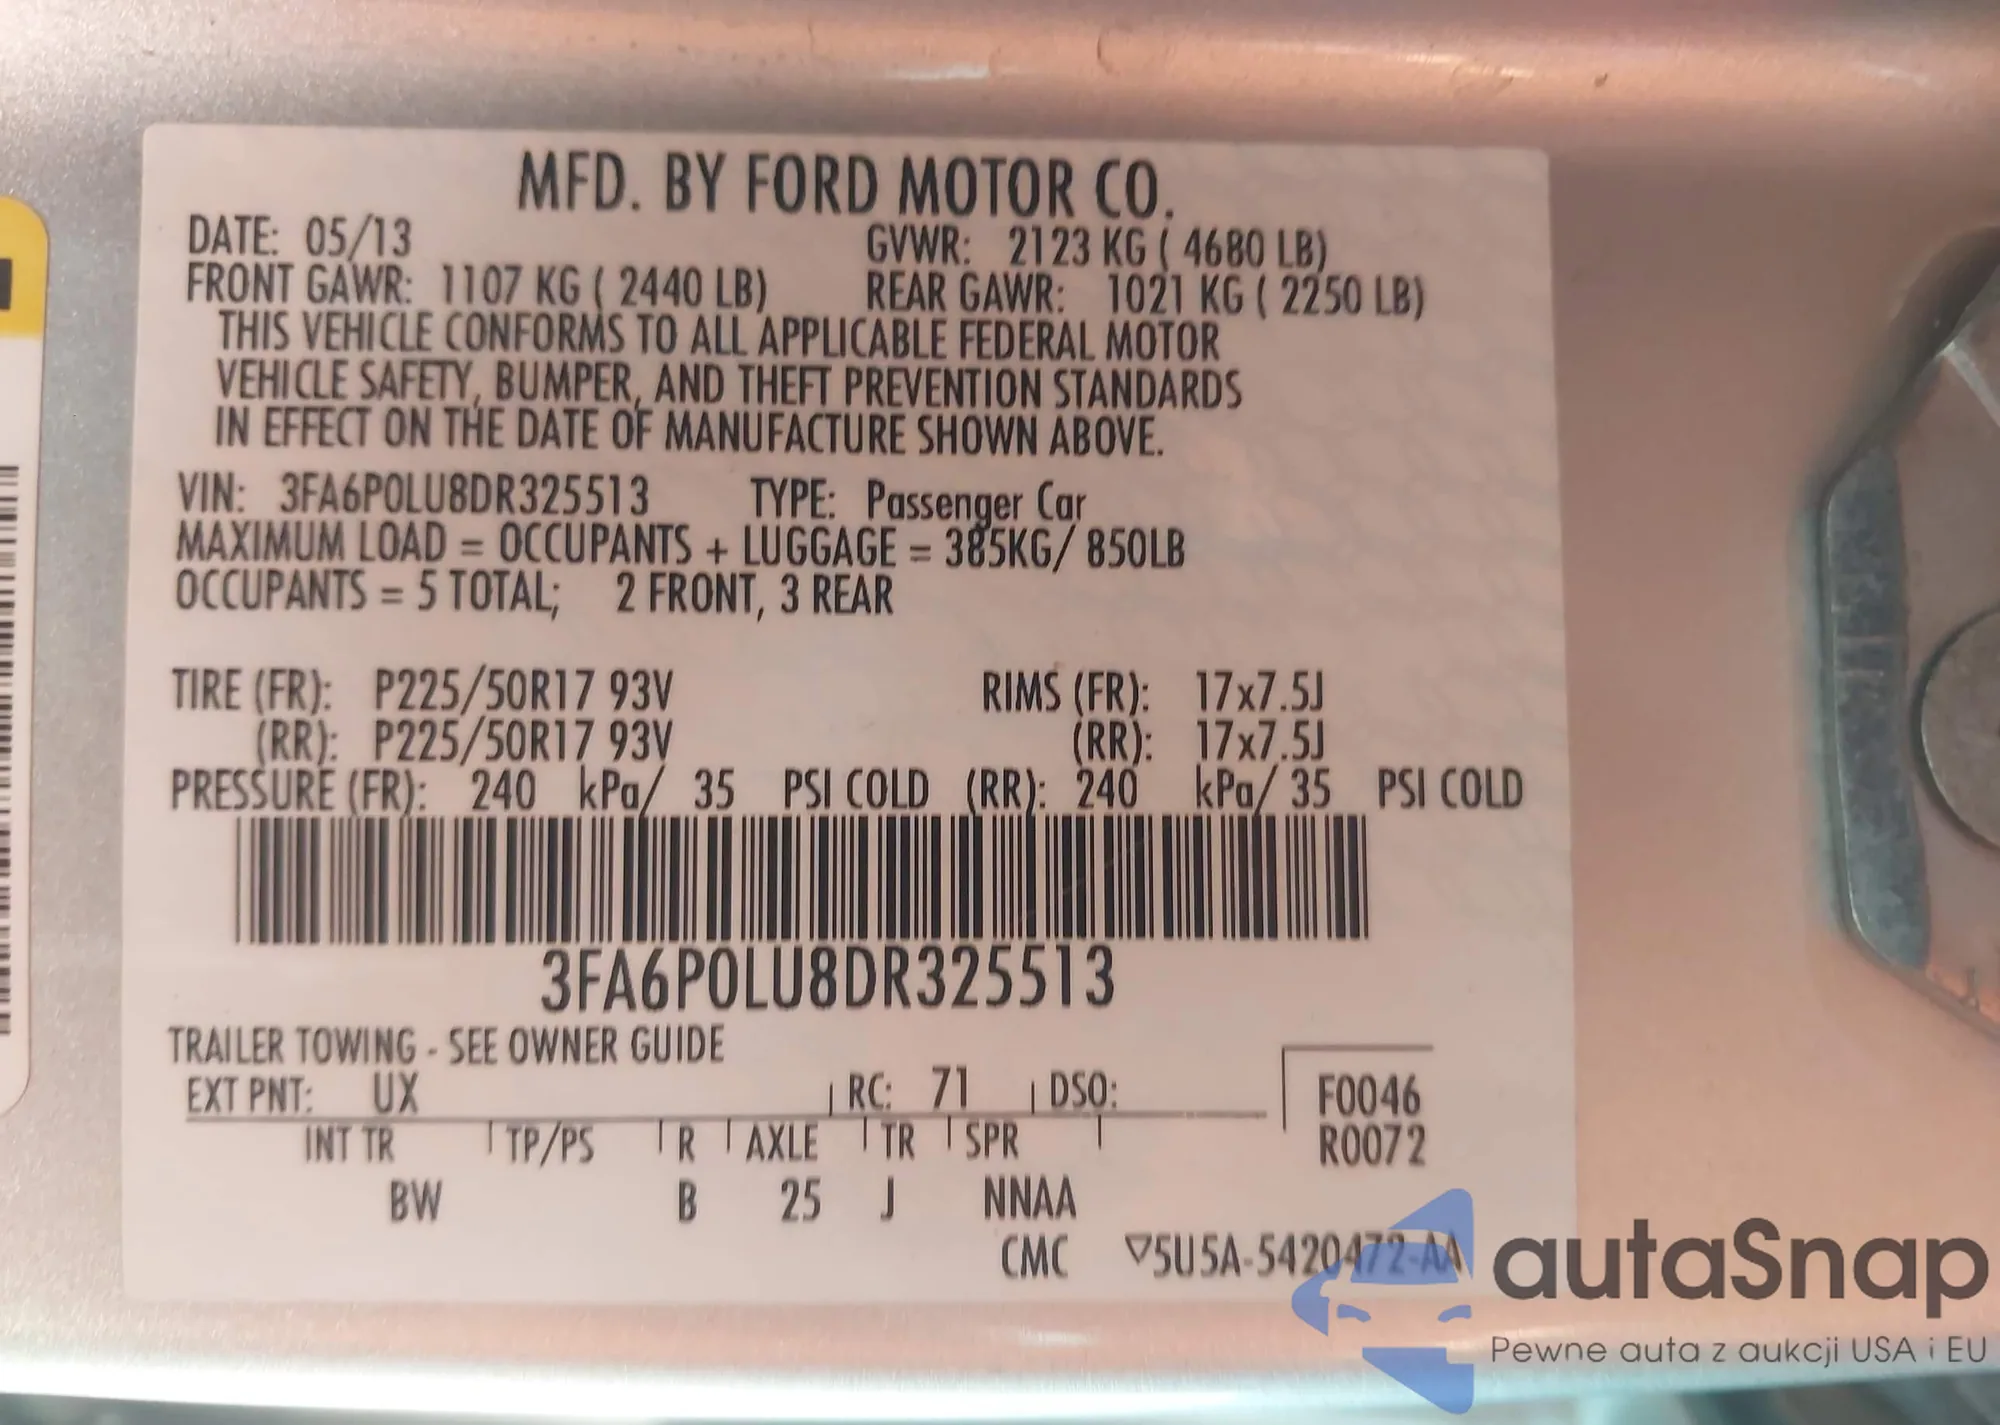 MFD. BY FORD MOTOR CO.
DATE: 05/13 GVWR: 2123 KG ( 4680 LB)
FRONT GAWR: 1107 KG ( 2440 LB) REAR GAWR: 1021 KG ( 2250 LB)
THIS VEHICLE CONFORMS TO ALL APPLICABLE FEDERAL MOTOR
VEHICLE SAFETY, BUMPER, AND THEFT PREVENTION STANDARDS
IN EFFECT ON THE DATE OF MANUFACTURE SHOWN ABOVE.
VIN: 3FA6P0LU8DR325513 TYPE: Passenger Car
MAXIMUM LOAD = OCCUPANTS + LUGGAGE = 385KG/ 850LB
OCCUPANTS = 5 TOTAL; 2 FRONT, 3 REAR
TIRE (FR): P225/50R17 93V RIMS (FR): 17x7.5J
(RR): P225/50R17 93V (RR): 17x7.5J
PRESSURE (FR): 240 kPa/ 35 PSI COLD (RR): 240 kPa/ 35 PSI COLD
3FA6P0LU8DR325513
TRAILER TOWING - SEE OWNER GUIDE
EXT PNT: UX RC: 71 DSO: F0046
INT TR TP/PS R AXLE TR SPR R0072
BW B 25 J NNAA
CMC ▽5U5A-5420472-AA
autaSnap
Pewne auta z aukcji USA i EU